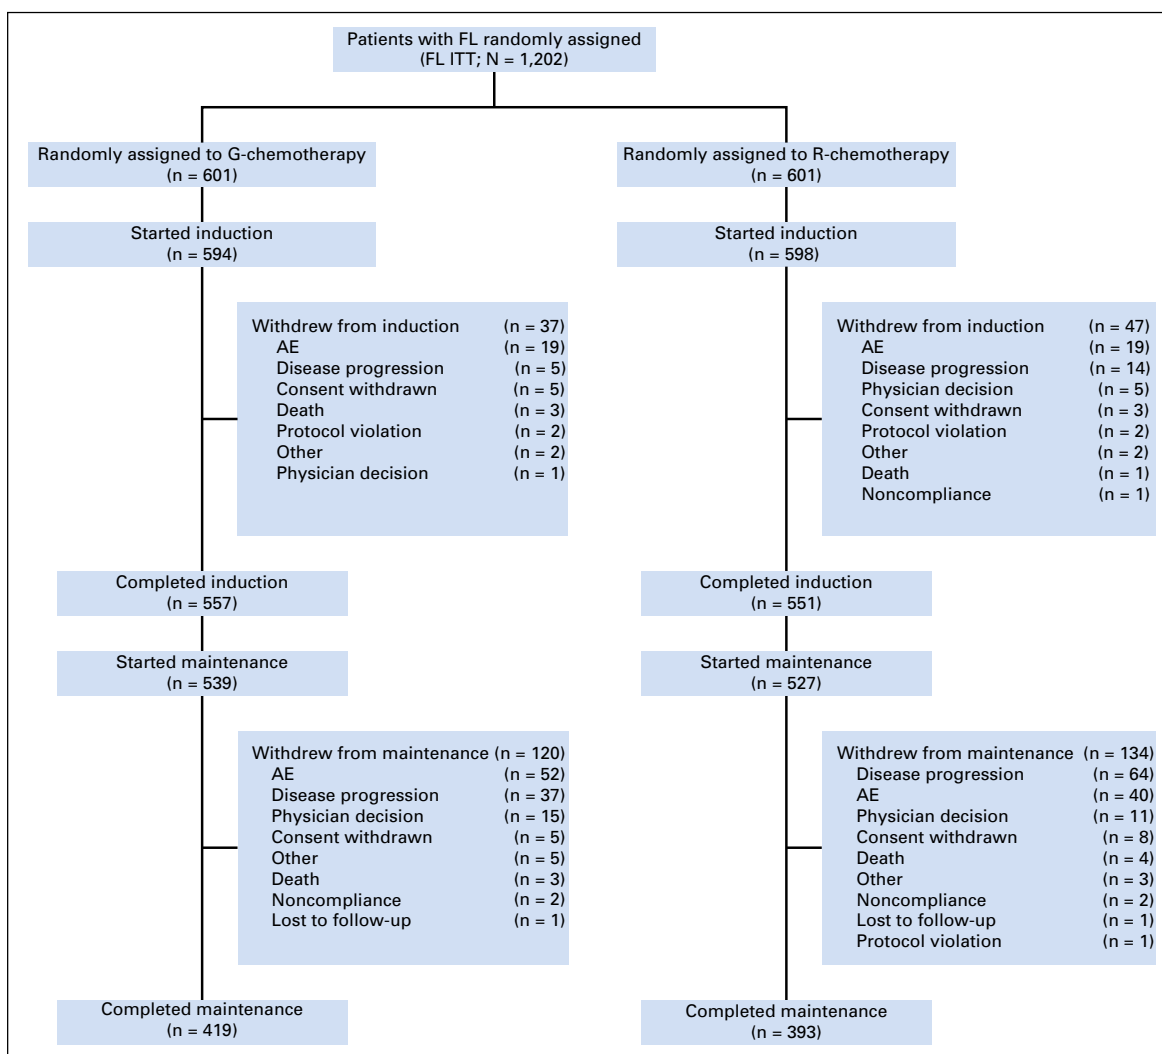 Patients with FL randomly assigned
(FL ITT; N = 1,202)
Randomly assigned to G-chemotherapy
(n = 601)
Started induction
(n = 594)
Withdrew from induction (n = 37)
AE (n = 19)
Disease progression (n = 5)
Consent withdrawn (n = 5)
Death (n = 3)
Protocol violation (n = 2)
Other (n = 2)
Physician decision (n = 1)
Completed induction
(n = 557)
Started maintenance
(n = 539)
Withdrew from maintenance (n = 120)
AE (n = 52)
Disease progression (n = 37)
Physician decision (n = 15)
Consent withdrawn (n = 5)
Other (n = 5)
Death (n = 3)
Noncompliance (n = 2)
Lost to follow-up (n = 1)
Completed maintenance
(n = 419)
Randomly assigned to R-chemotherapy
(n = 601)
Started induction
(n = 598)
Withdrew from induction (n = 47)
AE (n = 19)
Disease progression (n = 14)
Physician decision (n = 5)
Consent withdrawn (n = 3)
Protocol violation (n = 2)
Other (n = 2)
Death (n = 1)
Noncompliance (n = 1)
Completed induction
(n = 551)
Started maintenance
(n = 527)
Withdrew from maintenance (n = 134)
Disease progression (n = 64)
AE (n = 40)
Physician decision (n = 11)
Consent withdrawn (n = 8)
Death (n = 4)
Other (n = 3)
Noncompliance (n = 2)
Lost to follow-up (n = 1)
Protocol violation (n = 1)
Completed maintenance
(n = 393)